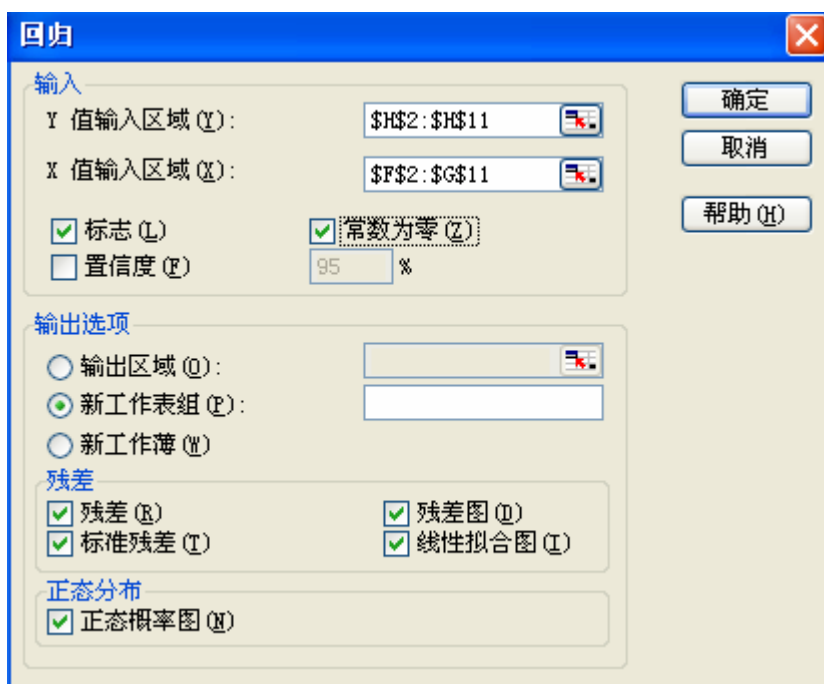 回归
输入
Y 值输入区域(Y):
$H$2:$H$11
X 值输入区域(X):
$F$2:$G$11
标志(L)
常数为零(Z)
置信度(F)
95
%
确定
取消
帮助(H)
输出选项
输出区域(O):
新工作表组(P):
新工作薄(W)
残差
残差(R)
残差图(D)
标准残差(T)
线性拟合图(I)
正态分布
正态概率图(N)